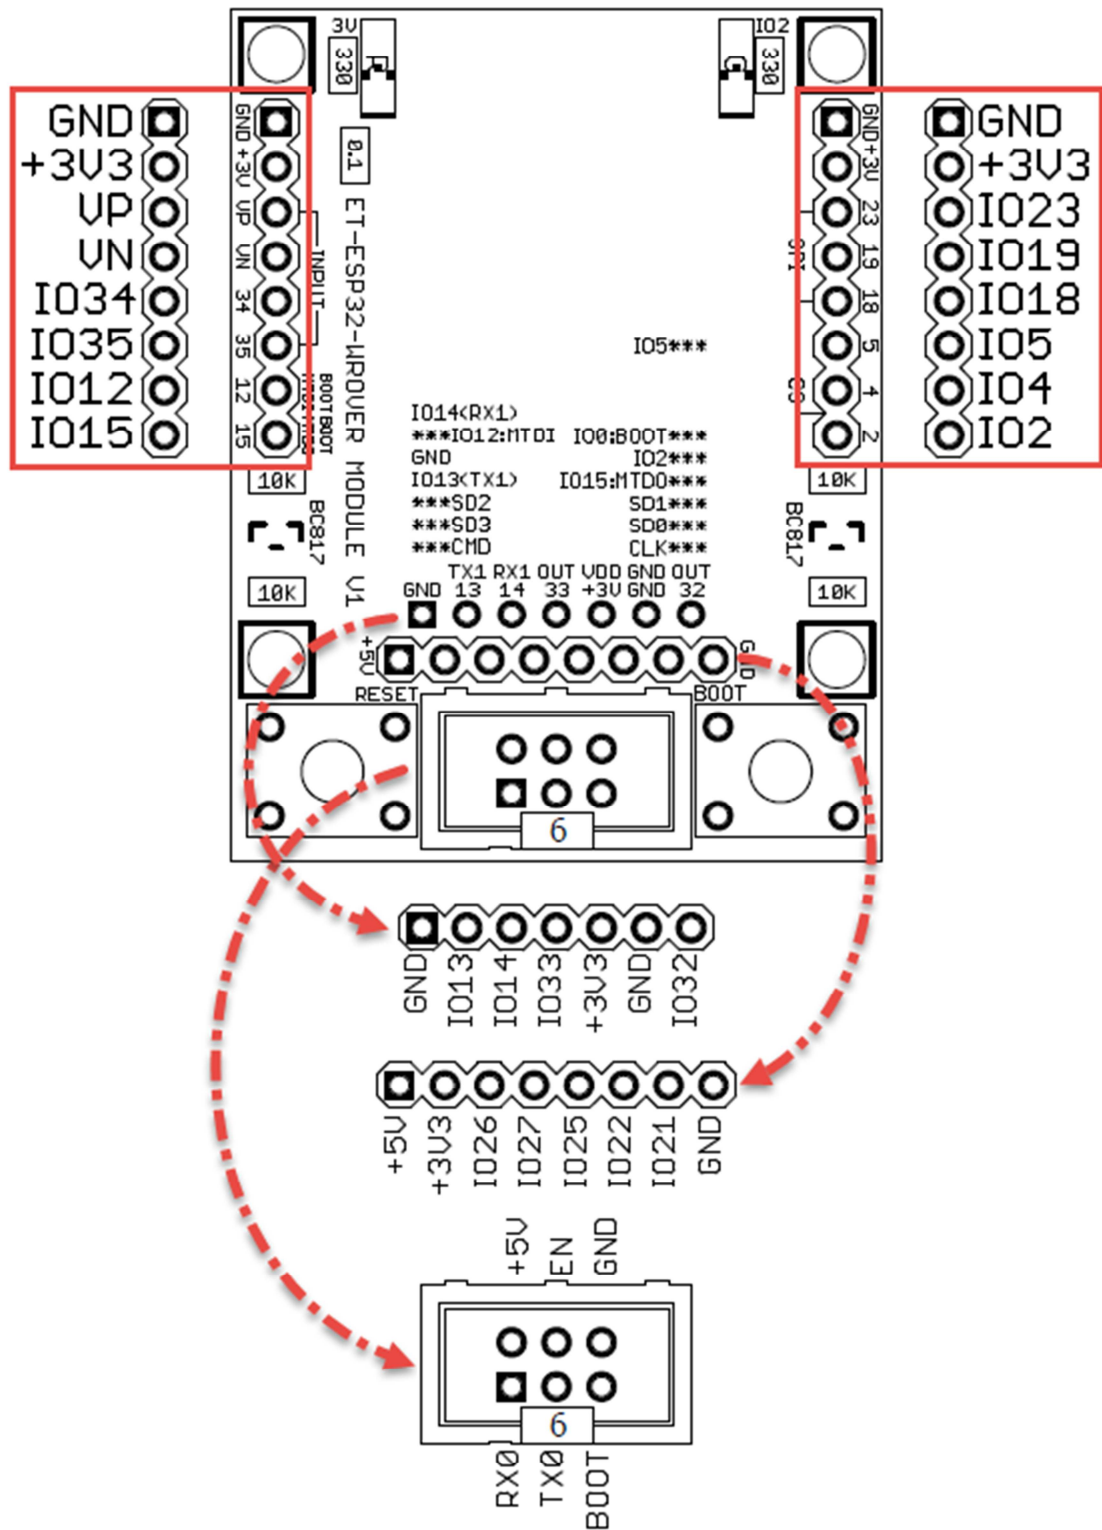 3V
330
IO2
330
GND
+3V3
VP
VN
IO34
IO35
IO12
IO15
GND
+3V
VP
VN
34
35
12
15
INPUT
BOOT BOOT
0.1
ET-ESP32-WROVER MODULE V1
GND
+3V
23
19
18
5
4
2
GND
+3V3
IO23
IO19
IO18
IO5
IO4
IO2
IO5***
IO14(RX1)
***IO12:MTDI IO0:BOOT***
GND IO2***
IO13(TX1) IO15:MTDO***
***SD2 SD1***
***SD3 SD0***
***CMD CLK***
10K
BC817
10K
10K
BC817
10K
TX1 RX1 OUT VDD GND OUT
GND 13 14 33 +3V GND 32
+5V
GND
RESET
BOOT
6
GND
IO13
IO14
IO33
+3V3
GND
IO32
+5V
+3V3
IO26
IO27
IO25
IO22
IO21
GND
+5V
EN
GND
6
RX0
TX0
BOOT